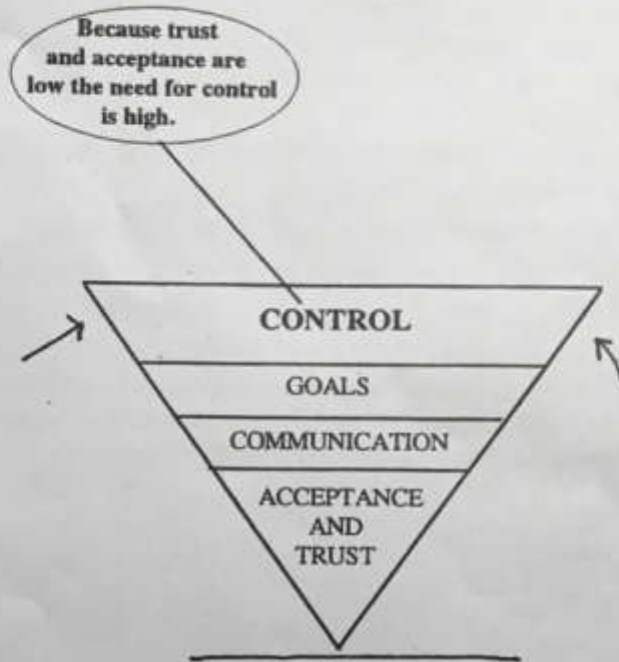 Because trust
and acceptance are
low the need for control
is high.
CONTROL
GOALS
COMMUNICATION
ACCEPTANCE
AND
TRUST